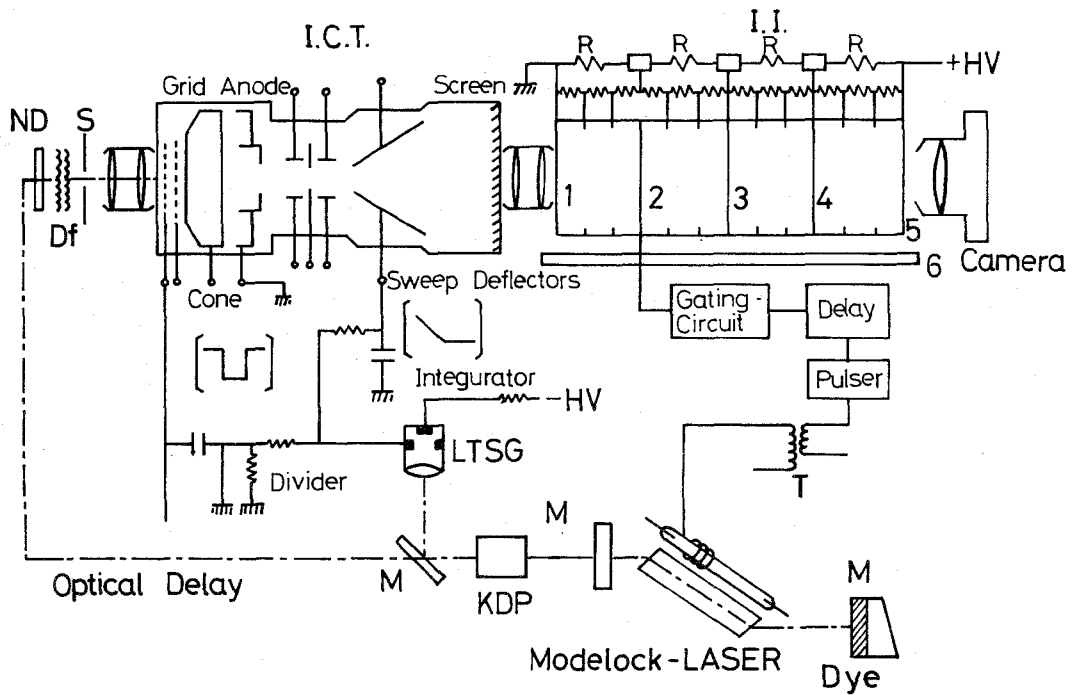 I.C.T.
I.I.
R R R R
+HV
Grid Anode
Screen
ND S
Df
1 2 3 4
5
6 Camera
Cone
Sweep Deflectors
Gating-
Circuit
Delay
Pulser
Integurator
-HV
LTSG
Divider
T
M
M
KDP
Optical Delay
M
Modelock-LASER
Dye